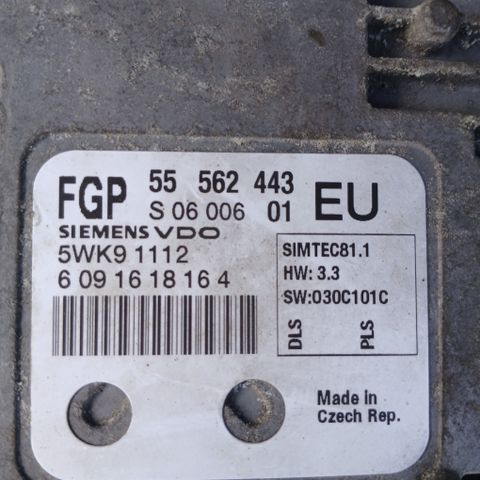 FGP 55 562 443 EU
S 06 006 01
SIEMENS VDO
5WK9 1112
6 09 16 18 16 4
SIMTEC81.1
HW: 3.3
SW:030C101C
DLS PLS
Made in
Czech Rep.